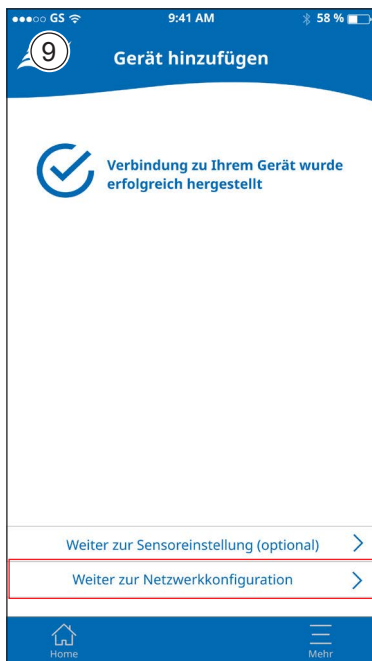 GS 9:41 AM 58 %
9
Gerät hinzufügen
Verbindung zu Ihrem Gerät wurde
erfolgreich hergestellt
Weiter zur Sensoreinstellung (optional)
Weiter zur Netzwerkkonfiguration
Home Mehr